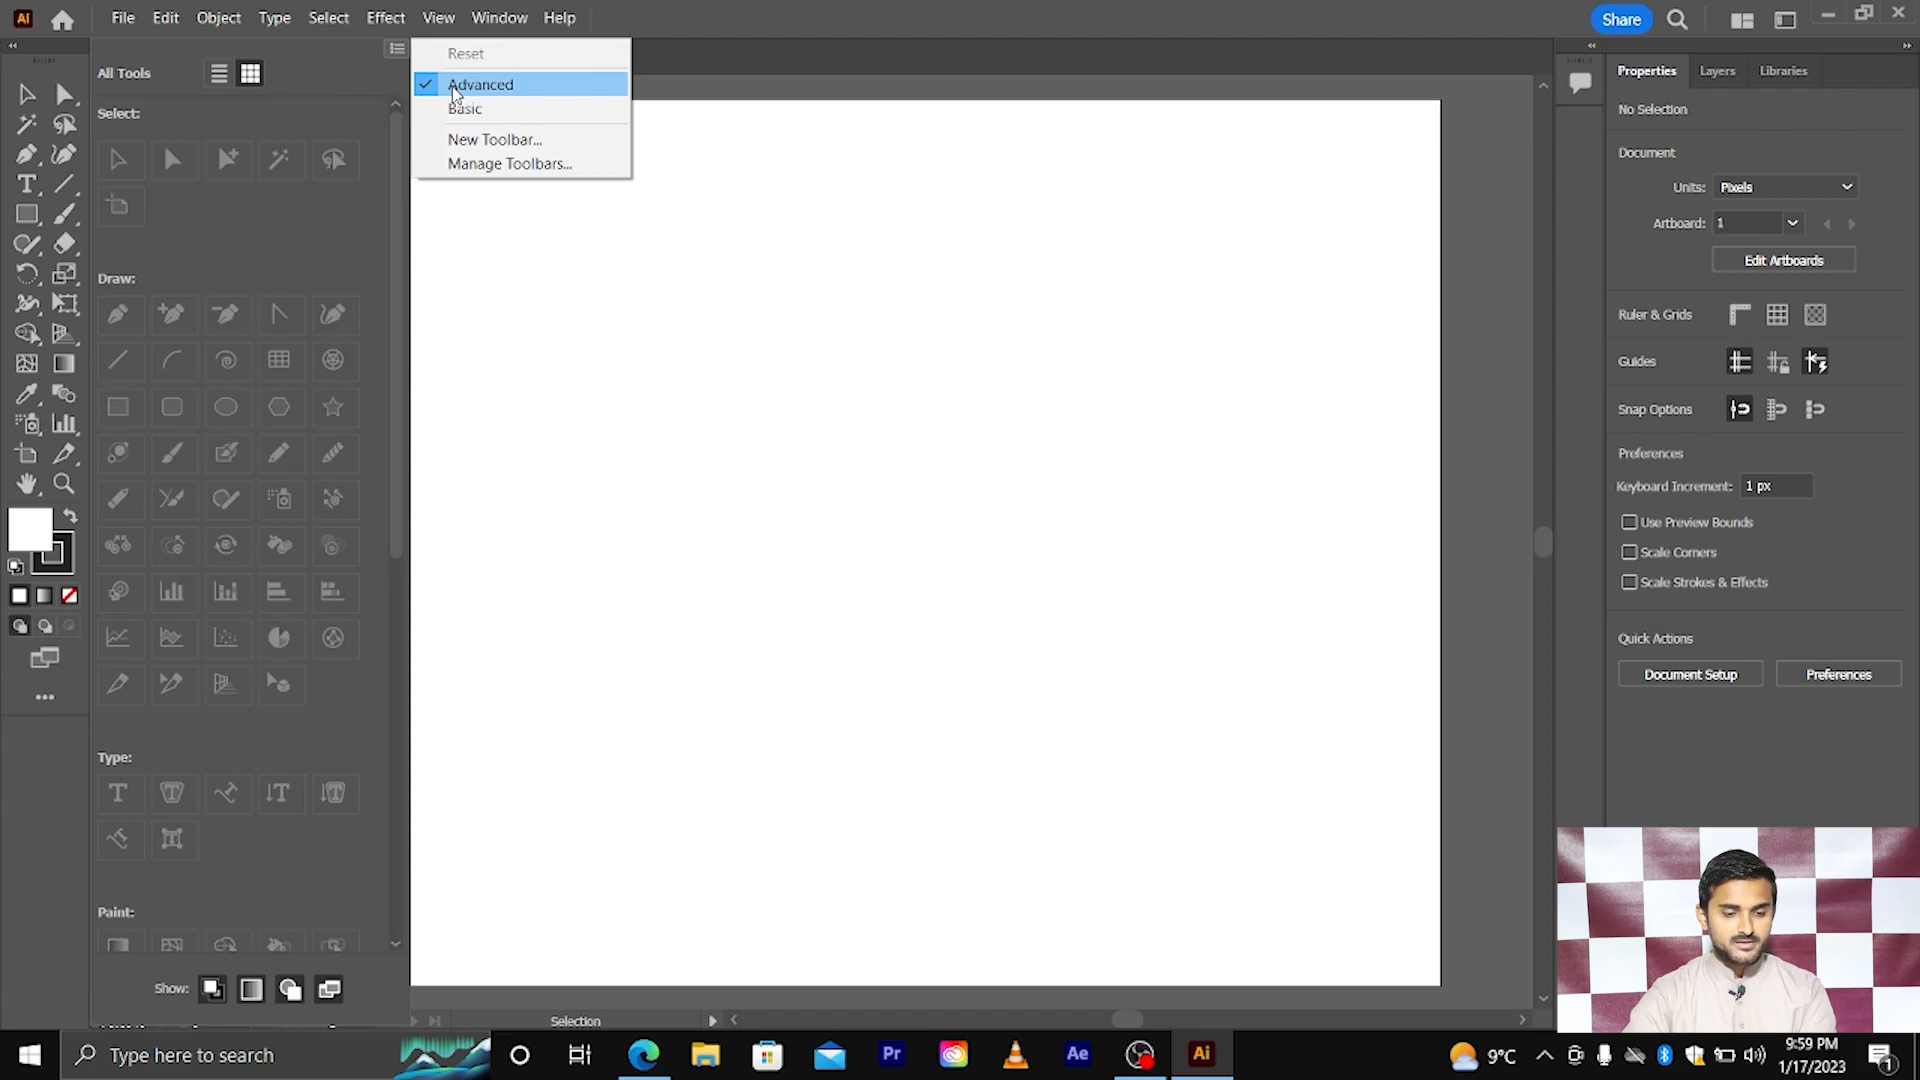 Ai File Edit Object Type Select Effect View Window Help Share
All Tools
Reset
Advanced
Basic
New Toolbar...
Manage Toolbars...
Select:
Draw:
Type:
Paint:
Show:
Properties Layers Libraries
No Selection
Document
Units: Pixels
Artboard: 1
Edit Artboards
Ruler & Grids
Guides
Snap Options
Preferences
Keyboard Increment: 1 px
Use Preview Bounds
Scale Corners
Scale Strokes & Effects
Quick Actions
Document Setup Preferences
Selection
Type here to search
Pr Ae Ai
9°C
9:59 PM
1/17/2023
1